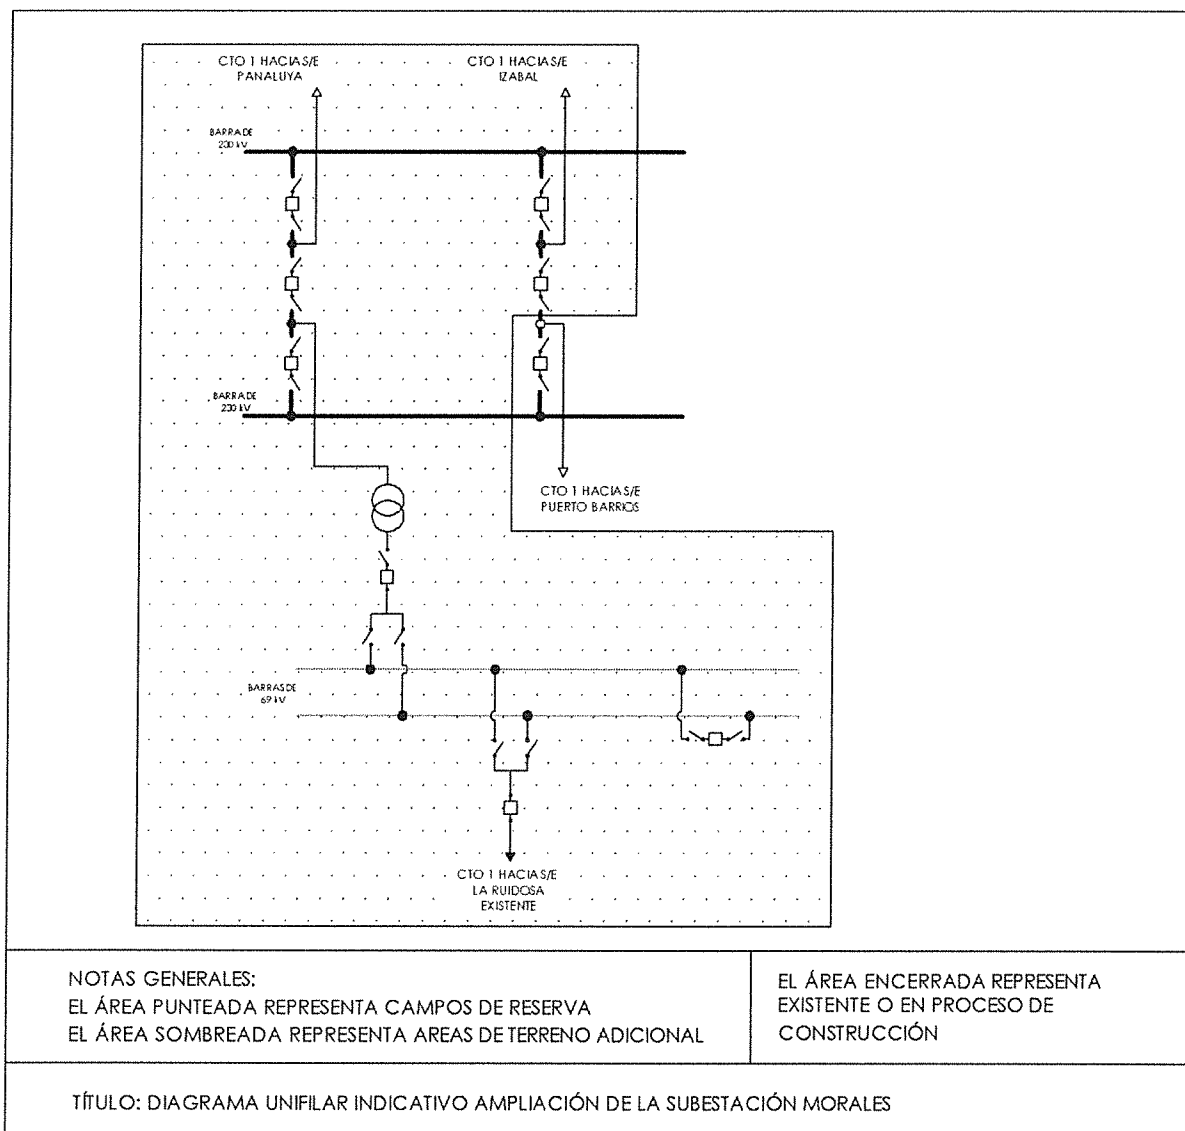 CTO 1 HACIA S/E
PANALUYA
CTO 1 HACIA S/E
IZABAL
BARRA DE
230 kV
BARRA DE
230 kV
CTO 1 HACIA S/E
PUERTO BARRIOS
BARRAS DE
69 kV
CTO 1 HACIA S/E
LA RUIDOSA
EXISTENTE
NOTAS GENERALES:
EL ÁREA PUNTEADA REPRESENTA CAMPOS DE RESERVA
EL ÁREA SOMBREADA REPRESENTA AREAS DE TERRENO ADICIONAL
EL ÁREA ENCERRADA REPRESENTA
EXISTENTE O EN PROCESO DE
CONSTRUCCIÓN
TÍTULO: DIAGRAMA UNIFILAR INDICATIVO AMPLIACIÓN DE LA SUBESTACIÓN MORALES